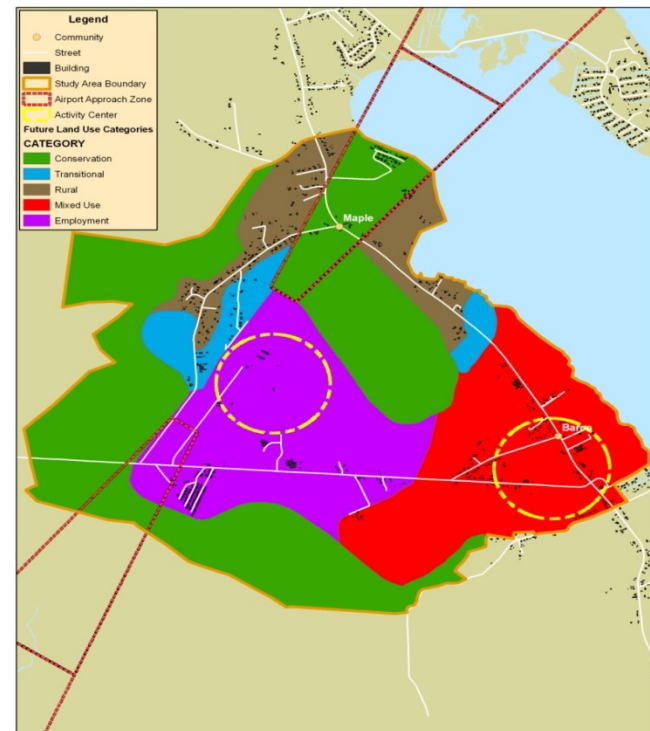 Legend
Community
Street
Building
Study Area Boundary
Airport Approach Zone
Activity Center
Future Land Use Categories
CATEGORY
Conservation
Transitional
Rural
Mixed Use
Employment
Maple
Baron